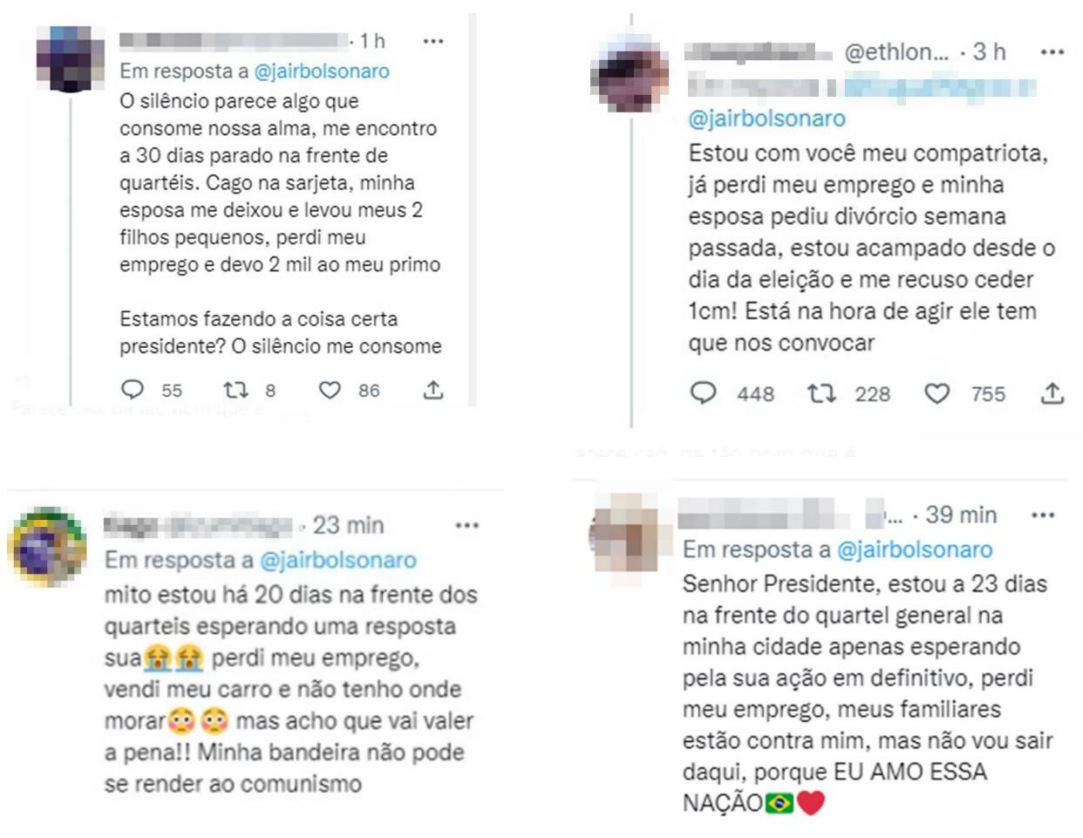 · 1 h
Em resposta a @jairbolsonaro
O silêncio parece algo que
consome nossa alma, me encontro
a 30 dias parado na frente de
quartéis. Cago na sarjeta, minha
esposa me deixou e levou meus 2
filhos pequenos, perdi meu
emprego e devo 2 mil ao meu primo
Estamos fazendo a coisa certa
presidente? O silêncio me consome
55 8 86
@ethlon... · 3 h
@jairbolsonaro
Estou com você meu compatriota,
já perdi meu emprego e minha
esposa pediu divórcio semana
passada, estou acampado desde o
dia da eleição e me recuso ceder
1cm! Está na hora de agir ele tem
que nos convocar
448 228 755
· 23 min
Em resposta a @jairbolsonaro
mito estou há 20 dias na frente dos
quarteis esperando uma resposta
sua😭😭 perdi meu emprego,
vendi meu carro e não tenho onde
morar😳😳 mas acho que vai valer
a pena!! Minha bandeira não pode
se render ao comunismo
... · 39 min
Em resposta a @jairbolsonaro
Senhor Presidente, estou a 23 dias
na frente do quartel general na
minha cidade apenas esperando
pela sua ação em definitivo, perdi
meu emprego, meus familiares
estão contra mim, mas não vou sair
daqui, porque EU AMO ESSA
NAÇÃO🇧🇷❤️